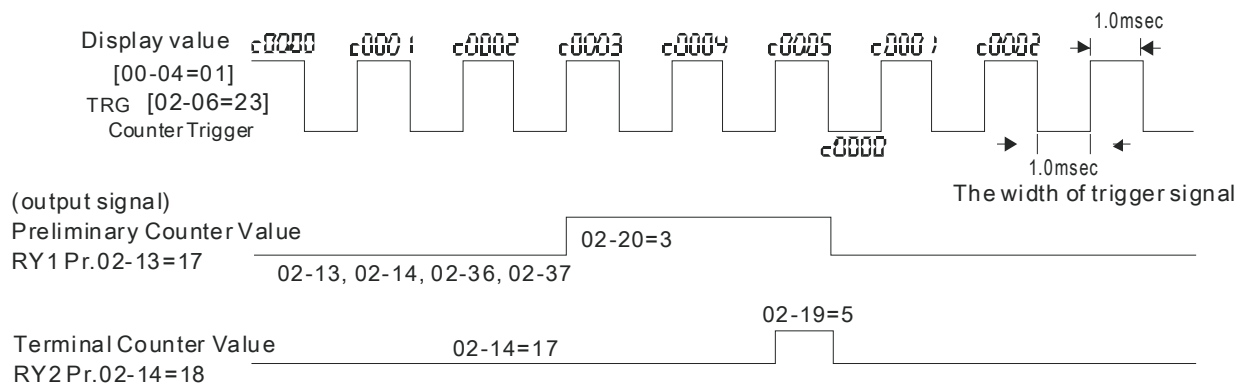 1.0msec
Display value c0000 c0001 c0002 c0003 c0004 c0005 c0001 c0002
[00-04=01]
TRG [02-06=23]
Counter Trigger
c0000
1.0msec
The width of trigger signal
(output signal)
Preliminary Counter Value
02-20=3
RY1 Pr.02-13=17
02-13, 02-14, 02-36, 02-37
02-19=5
Terminal Counter Value
02-14=17
RY2 Pr.02-14=18